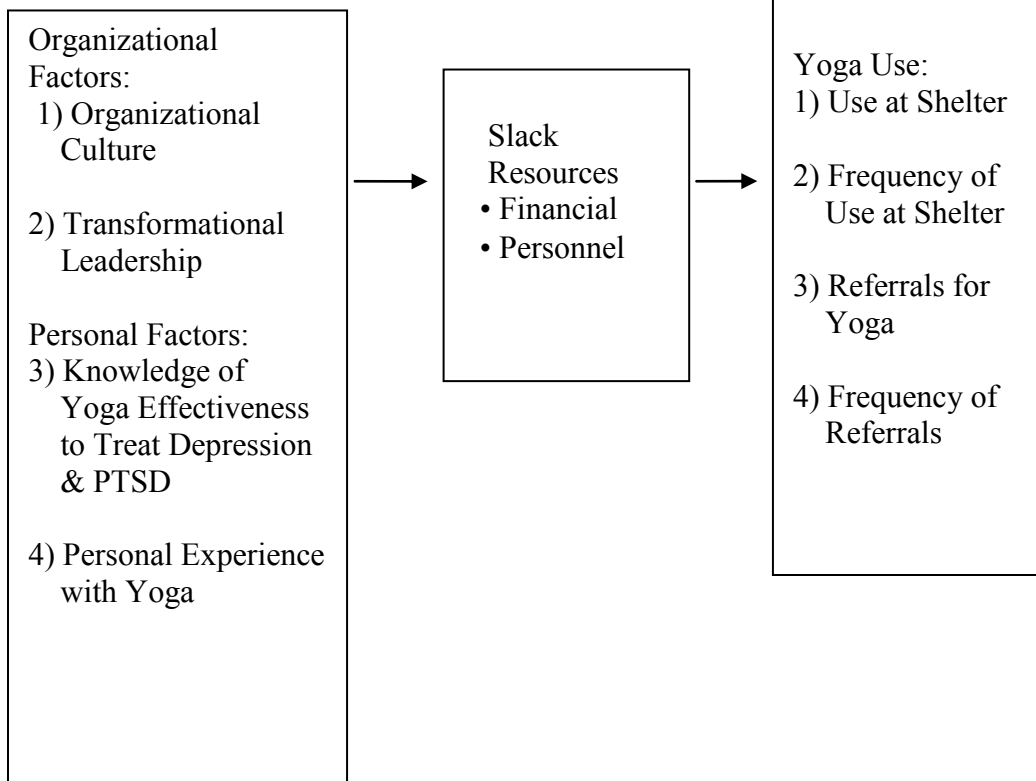 Organizational
Factors:
1) Organizational
Culture
2) Transformational
Leadership
Personal Factors:
3) Knowledge of
Yoga Effectiveness
to Treat Depression
& PTSD
4) Personal Experience
with Yoga
Slack
Resources
• Financial
• Personnel
Yoga Use:
1) Use at Shelter
2) Frequency of
Use at Shelter
3) Referrals for
Yoga
4) Frequency of
Referrals